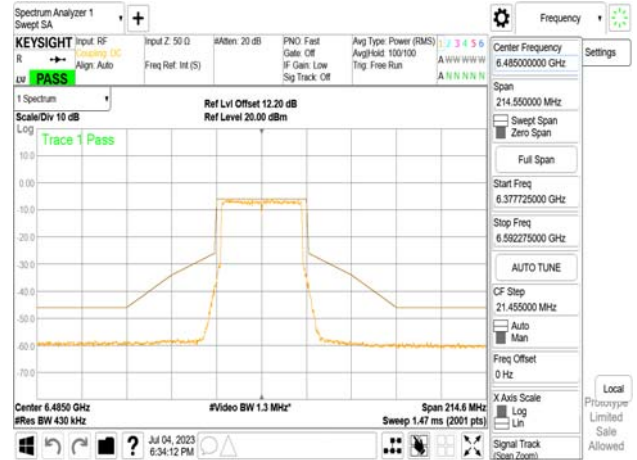 Spectrum Analyzer 1
Swept SA
+
Frequency
KEYSIGHT
Input: RF
Coupling: DC
Align: Auto
Input Z: 50 Ω
Freq Ref: Int (S)
#Atten: 20 dB
PNO: Fast
Gate: Off
IF Gain: Low
Sig Track: Off
Avg Type: Power (RMS)
Avg|Hold: 100/100
Trig: Free Run
1 2 3 4 5 6
A W W W W W
A N N N N N
R
LV PASS
1 Spectrum
Scale/Div 10 dB
Ref Lvl Offset 12.20 dB
Ref Level 20.00 dBm
Log
Trace 1 Pass
10.0
0.00
-10.0
-20.0
-30.0
-40.0
-50.0
-60.0
-70.0
Center 6.4850 GHz
#Res BW 430 kHz
#Video BW 1.3 MHz*
Span 214.6 MHz
Sweep 1.47 ms (2001 pts)
Jul 04, 2023
6:34:12 PM
?
Center Frequency
6.485000000 GHz
Settings
Span
214.550000 MHz
Swept Span
Zero Span
Full Span
Start Freq
6.377725000 GHz
Stop Freq
6.592275000 GHz
AUTO TUNE
CF Step
21.455000 MHz
Auto
Man
Freq Offset
0 Hz
X Axis Scale
Log
Lin
Signal Track
(Span Zoom)
Local
Prototype
Limited
Sale
Allowed